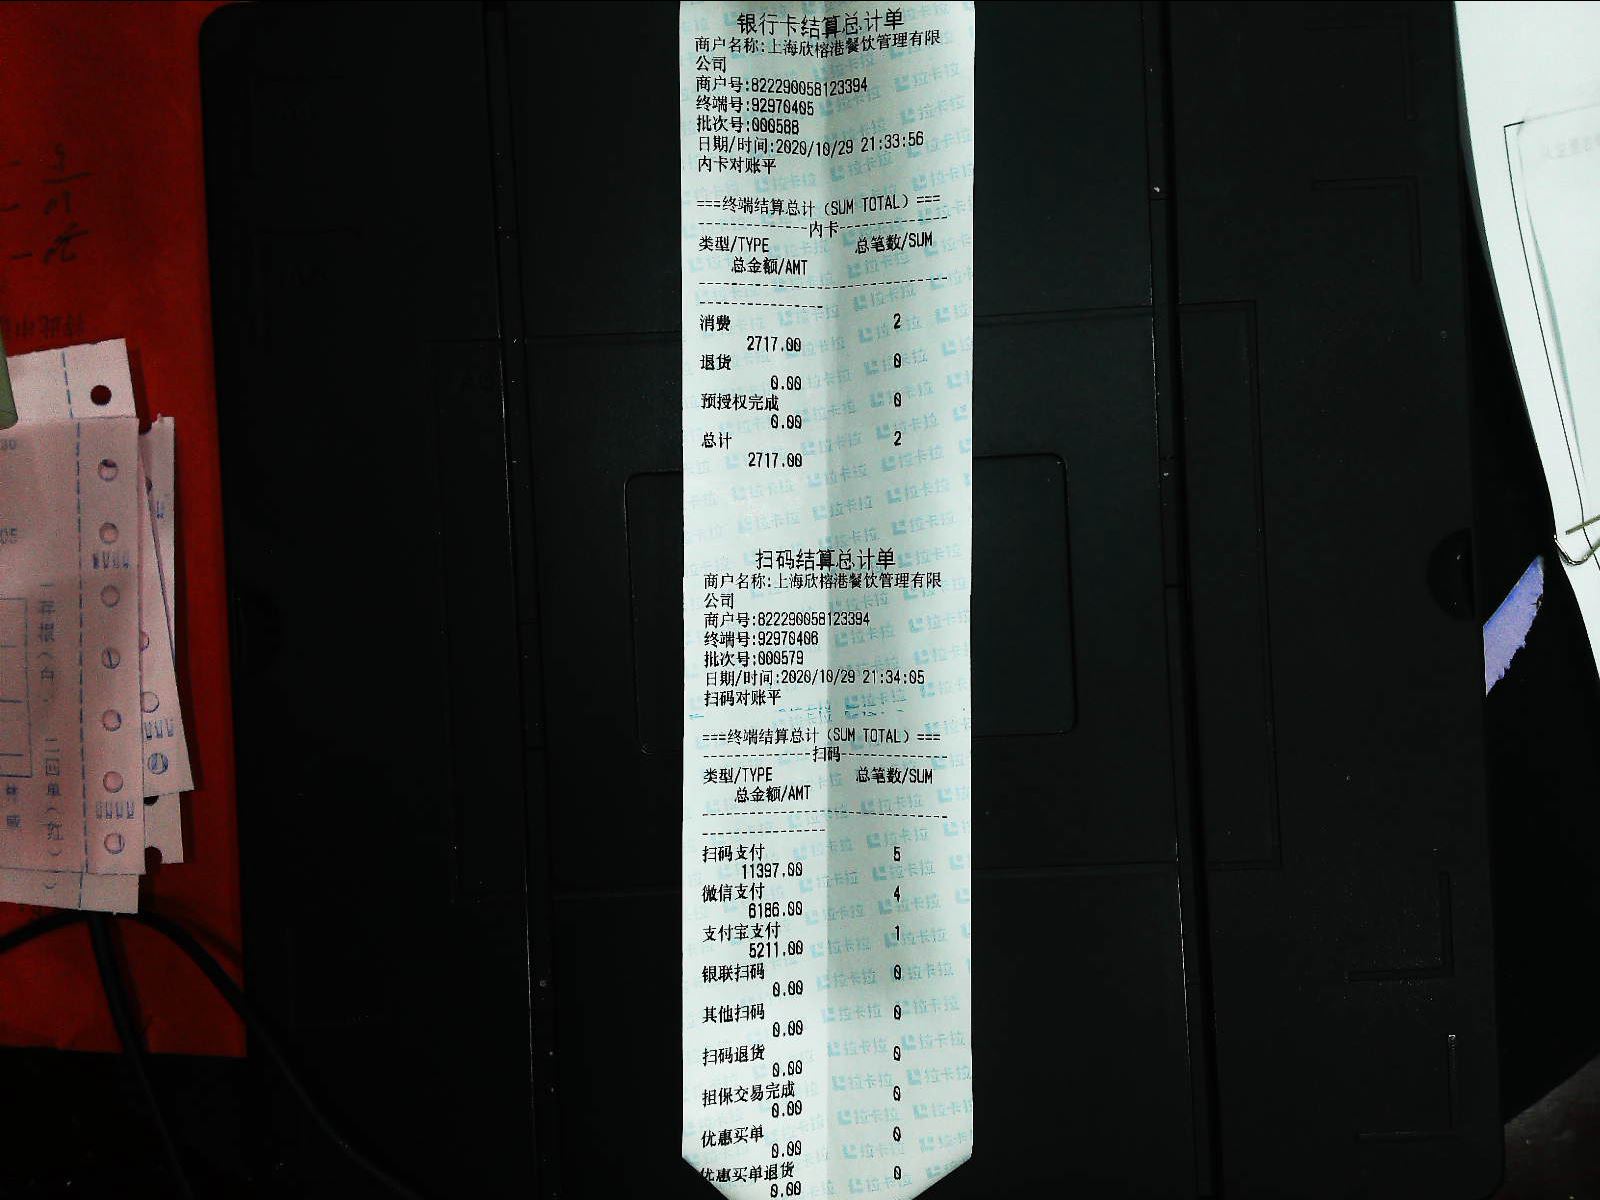 银行卡结算总计单
商户名称:上海欣榕港餐饮管理有限
公司
商户号:822290058123394
终端号:92970405
批次号:000588
日期/时间:2020/10/29 21:33:56
内卡对账平
===终端结算总计（SUM TOTAL）===
----------内卡----------
类型/TYPE 总笔数/SUM
总金额/AMT
消费 2
2717.00
退货 0
0.00
预授权完成 0
0.00
总计 2
2717.00
扫码结算总计单
商户名称:上海欣榕港餐饮管理有限
公司
商户号:822290058123394
终端号:92970406
批次号:000579
日期/时间:2020/10/29 21:34:05
扫码对账平
===终端结算总计（SUM TOTAL）===
----------扫码----------
类型/TYPE 总笔数/SUM
总金额/AMT
扫码支付 5
11397.00
微信支付 4
6186.00
支付宝支付 1
5211.00
银联扫码 0
0.00
其他扫码 0
0.00
扫码退货 0
0.00
担保交易完成 0
0.00
优惠买单 0
0.00
优惠买单退货 0
0.00